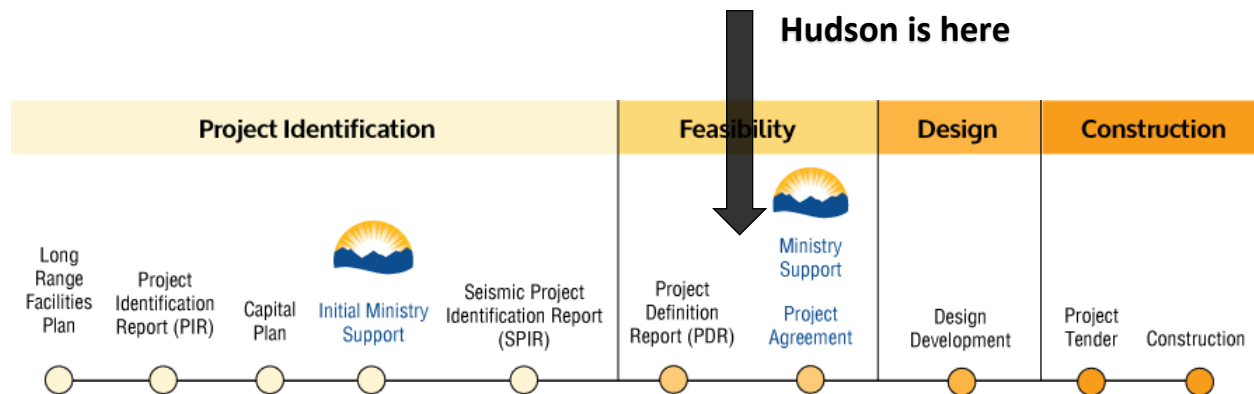 Hudson is here
Project Identification
Feasibility
Design
Construction
Long
Range
Facilities
Plan
Project
Identification
Report (PIR)
Capital
Plan
Initial Ministry
Support
Seismic Project
Identification Report
(SPIR)
Project
Definition
Report (PDR)
Ministry
Support
Project
Agreement
Design
Development
Project
Tender
Construction